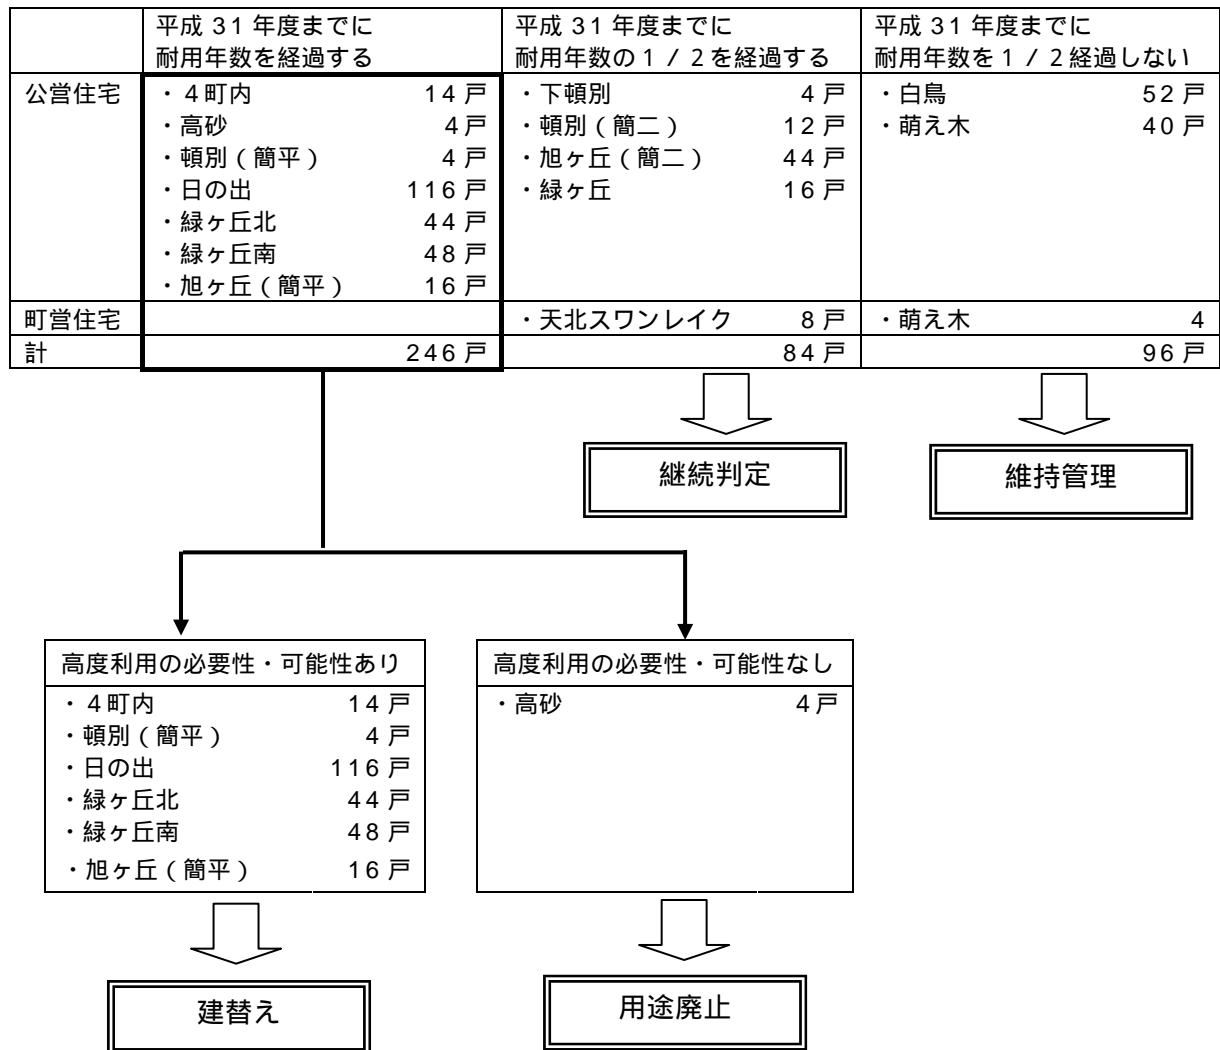 平成 31 年度までに 平成 31 年度までに 平成 31 年度までに
耐用年数を経過する 耐用年数の１／２を経過する 耐用年数を１／２経過しない
公営住宅 ・４町内 14戸 ・下頓別 4戸 ・白鳥 52戸
・高砂 4戸 ・頓別（簡二） 12戸 ・萌え木 40戸
・頓別（簡平） 4戸 ・旭ヶ丘（簡二） 44戸
・日の出 116戸 ・緑ヶ丘 16戸
・緑ヶ丘北 44戸
・緑ヶ丘南 48戸
・旭ヶ丘（簡平） 16戸
町営住宅 ・天北スワンレイク 8戸 ・萌え木 4
計 246戸 84戸 96戸
継続判定 維持管理
高度利用の必要性・可能性あり
・４町内 14戸
・頓別（簡平） 4戸
・日の出 116戸
・緑ヶ丘北 44戸
・緑ヶ丘南 48戸
・旭ヶ丘（簡平） 16戸
高度利用の必要性・可能性なし
・高砂 4戸
建替え 用途廃止